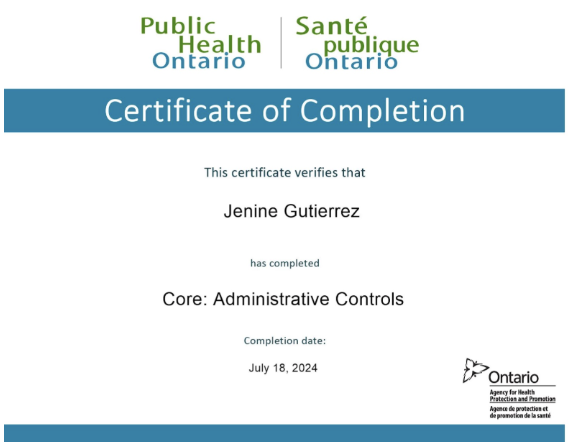 Public
Health
Ontario
Santé
publique
Ontario
Certificate of Completion
This certificate verifies that
Jenine Gutierrez
has completed
Core: Administrative Controls
Completion date:
July 18, 2024
Ontario
Agency for Health
Protection and Promotion
Agence de protection et
de promotion de la santé